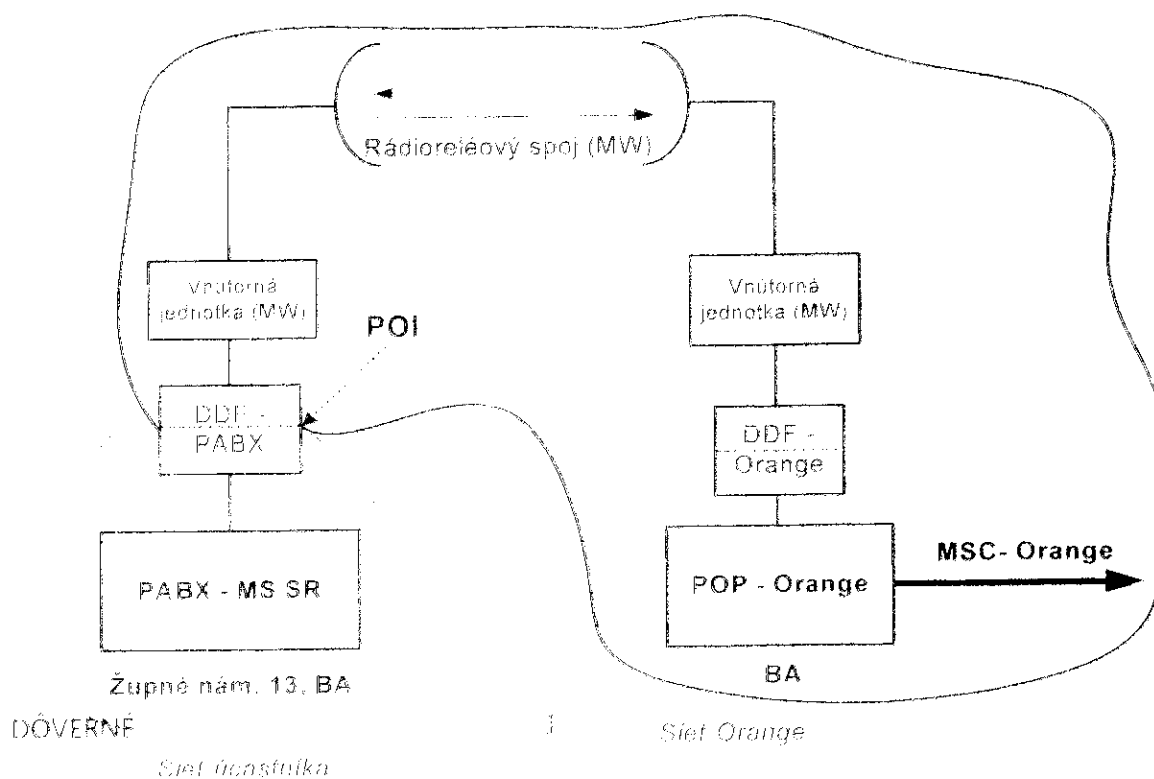 Rádioreléový spoj (MW)
Vnútorná
jednotka (MW)
Vnútorná
jednotka (MW)
POI
DDF -
PABX
DDF -
Orange
PABX - MS SR
POP - Orange
MSC- Orange
Župné nám. 13, BA
BA
DÔVERNÉ
1
Sieť Orange
Sieť účastníka